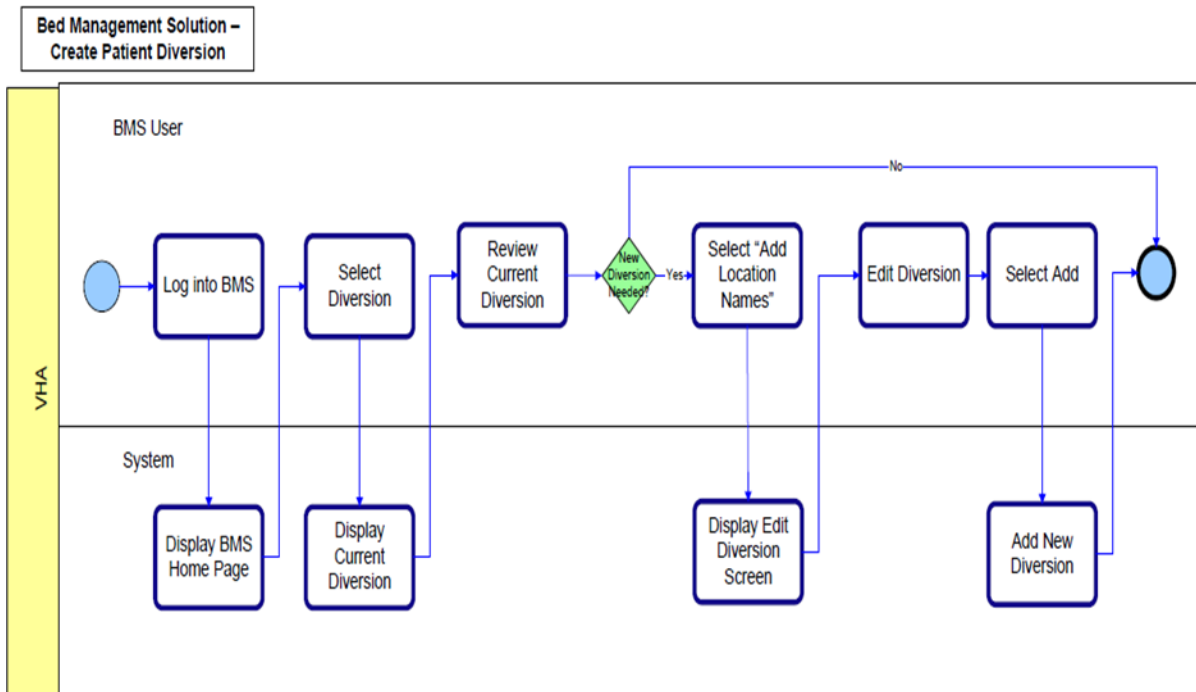 Bed Management Solution –
Create Patient Diversion
VHA
BMS User
No
Log into BMS
Select
Diversion
Review
Current
Diversion
New
Diversion
Needed?
Yes
Select “Add
Location
Names”
Edit Diversion
Select Add
System
Display BMS
Home Page
Display
Current
Diversion
Display Edit
Diversion
Screen
Add New
Diversion